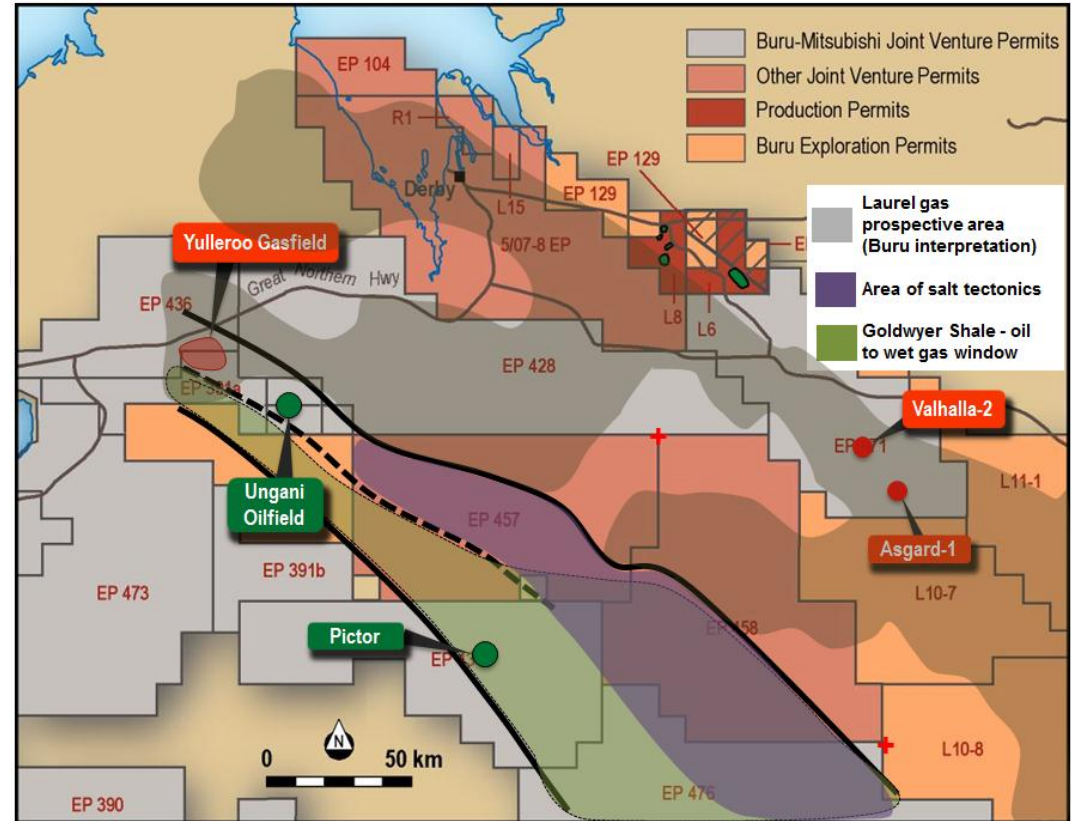 EP 104
R1
Derby
L15
EP 129
EP 129
5/07-8 EP
L8
L6
Buru-Mitsubishi Joint Venture Permits
Other Joint Venture Permits
Production Permits
Buru Exploration Permits
Laurel gas
prospective area
(Buru interpretation)
Area of salt tectonics
Goldwyer Shale - oil
to wet gas window
Yulleroo Gasfield
Great Northern Hwy
EP 436
EP 428
Valhalla-2
L11-1
Asgard-1
Ungani
Oilfield
EP 457
EP 473
EP 391b
L10-7
Pictor
N
0 50 km
L10-8
EP 476
EP 390